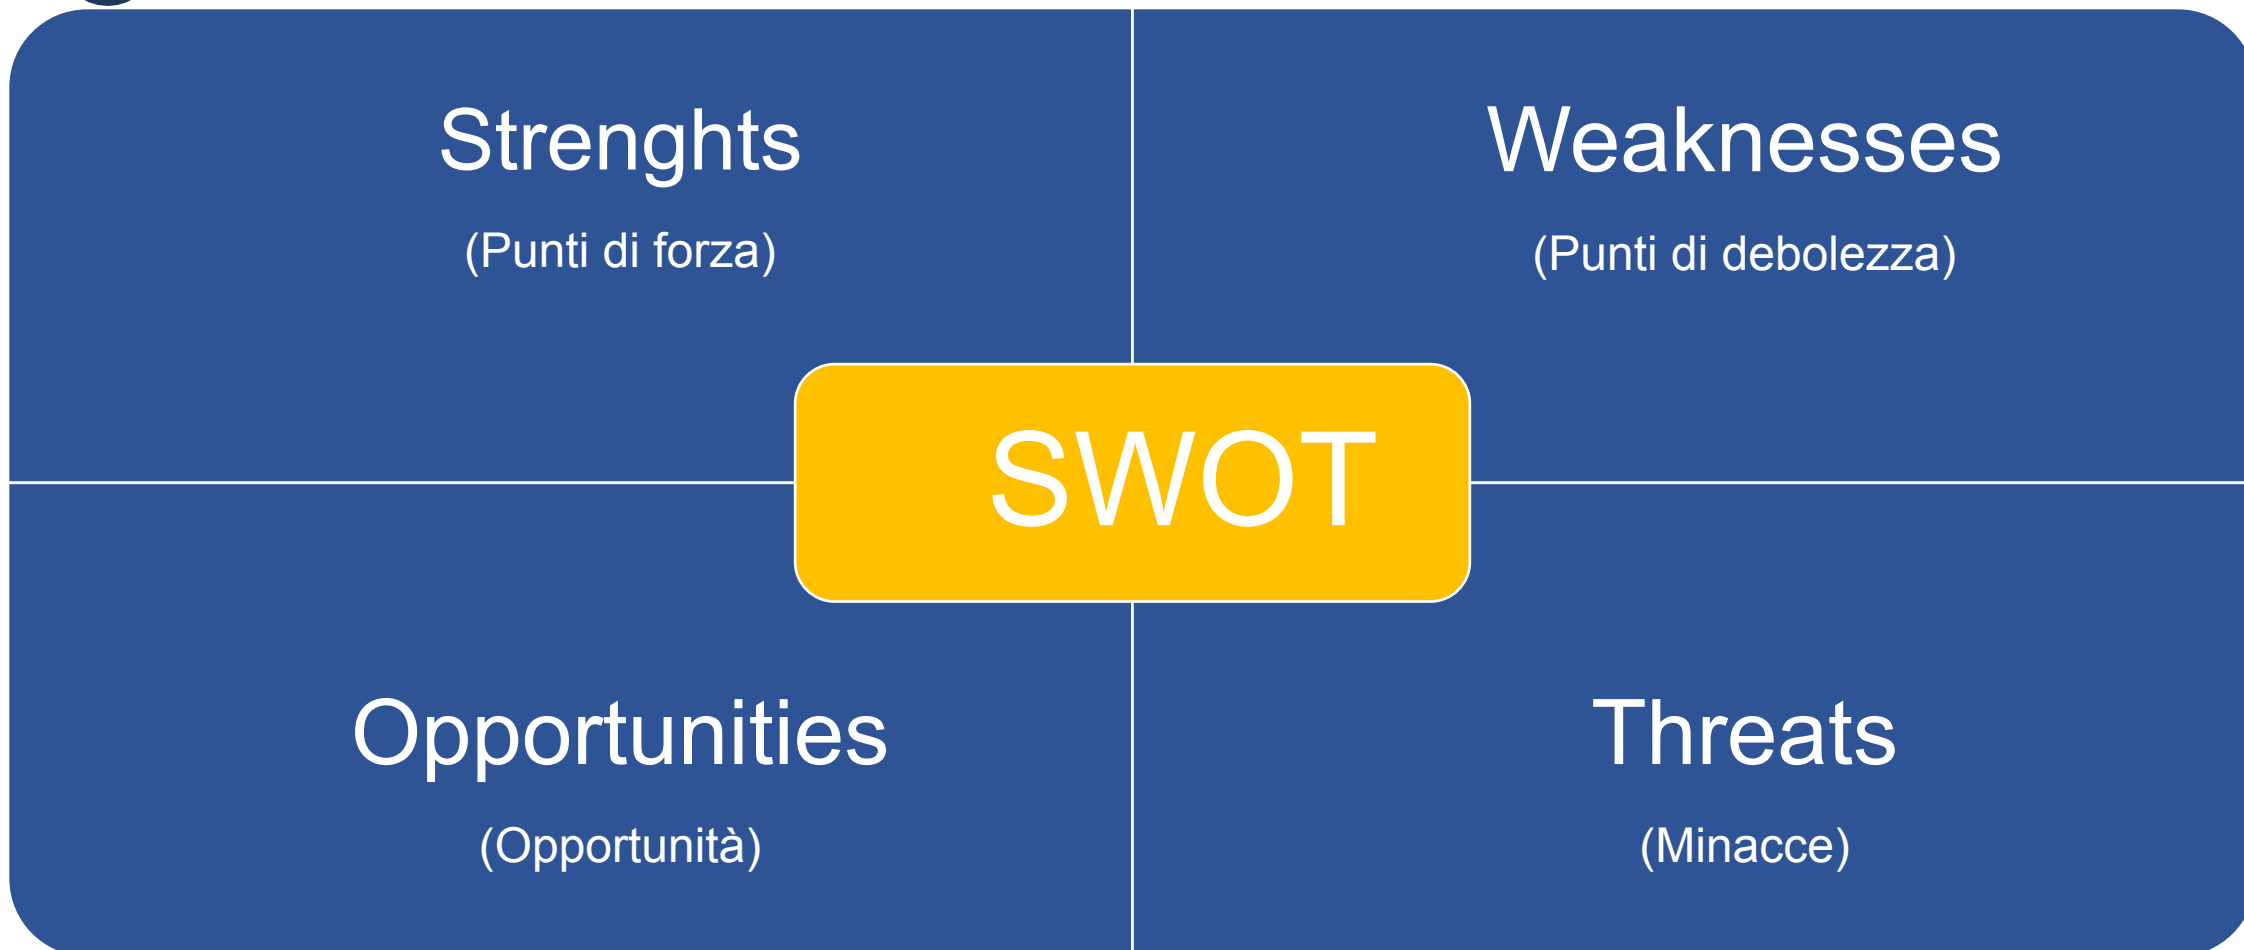 Strenghts
(Punti di forza)
Weaknesses
(Punti di debolezza)
SWOT
Opportunities
(Opportunità)
Threats
(Minacce)